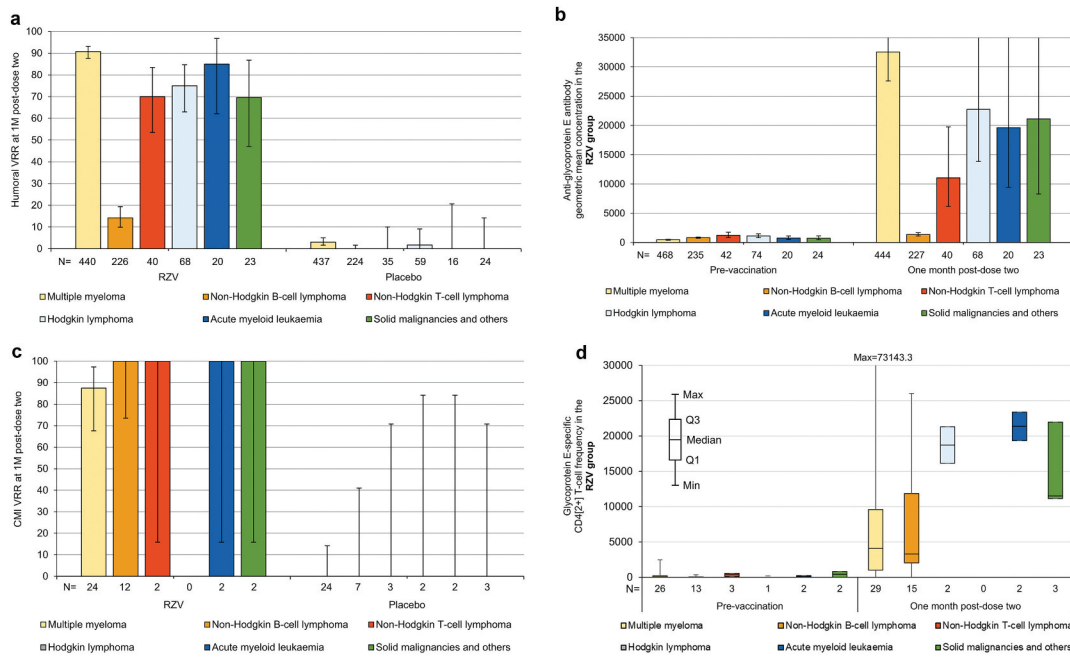 a
Humoral VRR at 1M post-dose two
100
90
80
70
60
50
40
30
20
10
0
N= 440 226 40 68 20 23 437 224 35 59 16 24
RZV Placebo
Multiple myeloma Non-Hodgkin B-cell lymphoma Non-Hodgkin T-cell lymphoma
Hodgkin lymphoma Acute myeloid leukaemia Solid malignancies and others
b
Anti-glycoprotein E antibody
geometric mean concentration in the
RZV group
35000
30000
25000
20000
15000
10000
5000
0
N= 468 235 42 74 20 24 444 227 40 68 20 23
Pre-vaccination One month post-dose two
Multiple myeloma Non-Hodgkin B-cell lymphoma Non-Hodgkin T-cell lymphoma
Hodgkin lymphoma Acute myeloid leukaemia Solid malignancies and others
c
CMI VRR at 1M post-dose two
100
90
80
70
60
50
40
30
20
10
0
N= 24 12 2 0 2 2 24 7 3 2 2 3
RZV Placebo
Multiple myeloma Non-Hodgkin B-cell lymphoma Non-Hodgkin T-cell lymphoma
Hodgkin lymphoma Acute myeloid leukaemia Solid malignancies and others
d
Glycoprotein E-specific
CD4[2+] T-cell frequency in the
RZV group
Max=73143.3
30000
25000
20000
15000
10000
5000
0
Max
Q3
Median
Q1
Min
N= 26 13 3 1 2 2 29 15 2 0 2 3
Pre-vaccination One month post-dose two
Multiple myeloma Non-Hodgkin B-cell lymphoma Non-Hodgkin T-cell lymphoma
Hodgkin lymphoma Acute myeloid leukaemia Solid malignancies and others